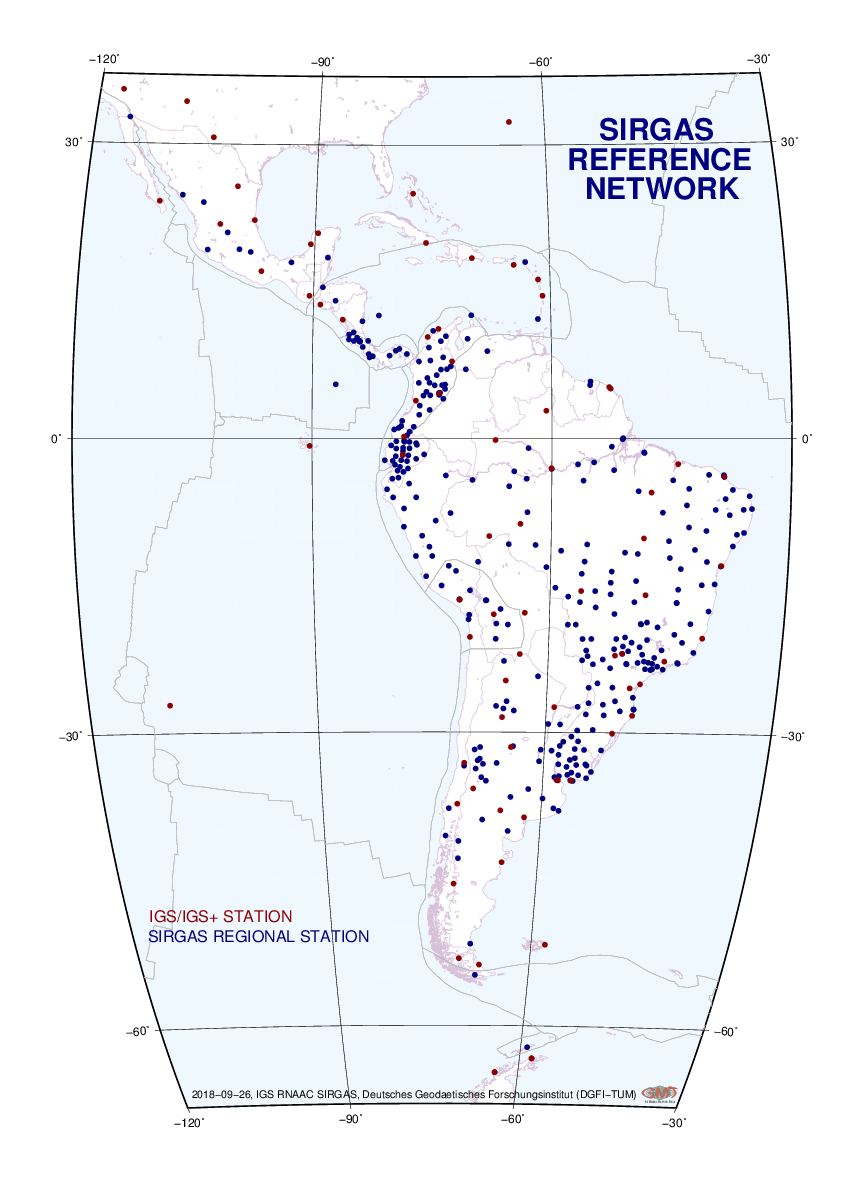 −120˚ −90˚ −60˚ −30˚
30˚ 30˚
SIRGAS
REFERENCE
NETWORK
0˚ 0˚
−30˚ −30˚
IGS/IGS+ STATION
SIRGAS REGIONAL STATION
−60˚ −60˚
2018−09−26, IGS RNAAC SIRGAS, Deutsches Geodaetisches Forschungsinstitut (DGFI−TUM)
−120˚ −90˚ −60˚ −30˚